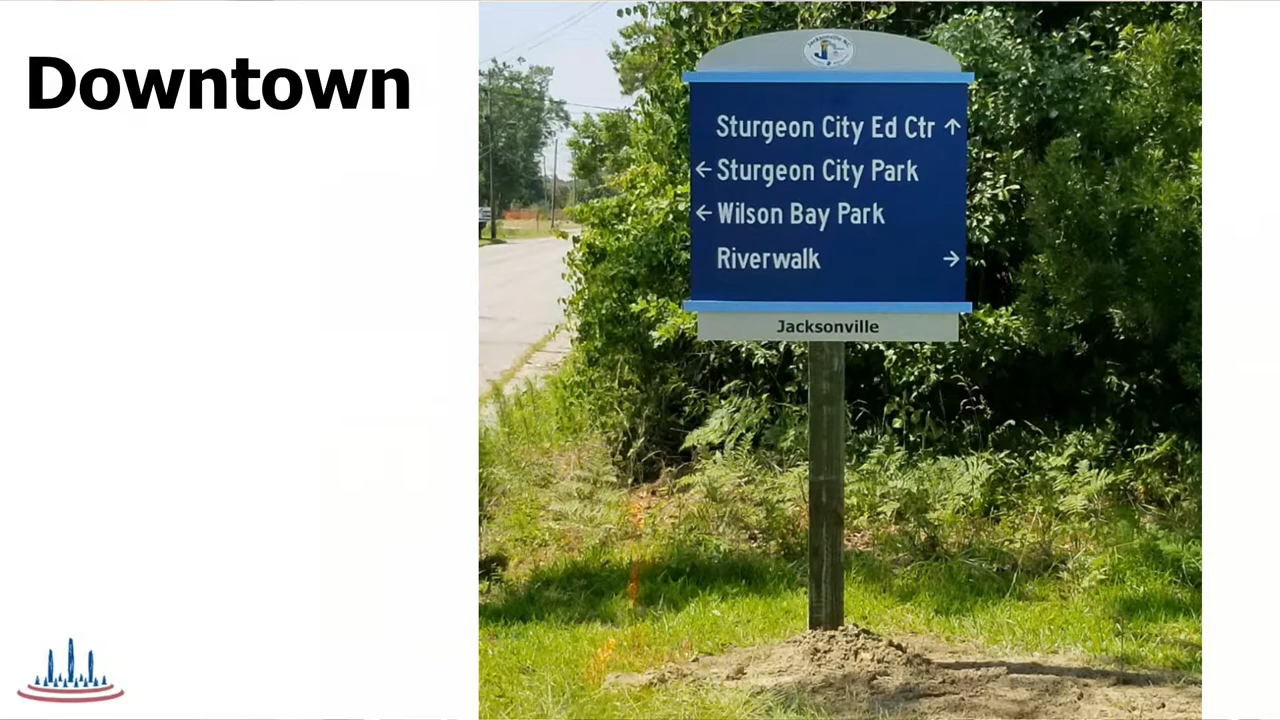 Downtown
Sturgeon City Ed Ctr ↑
← Sturgeon City Park
← Wilson Bay Park
Riverwalk →
Jacksonville